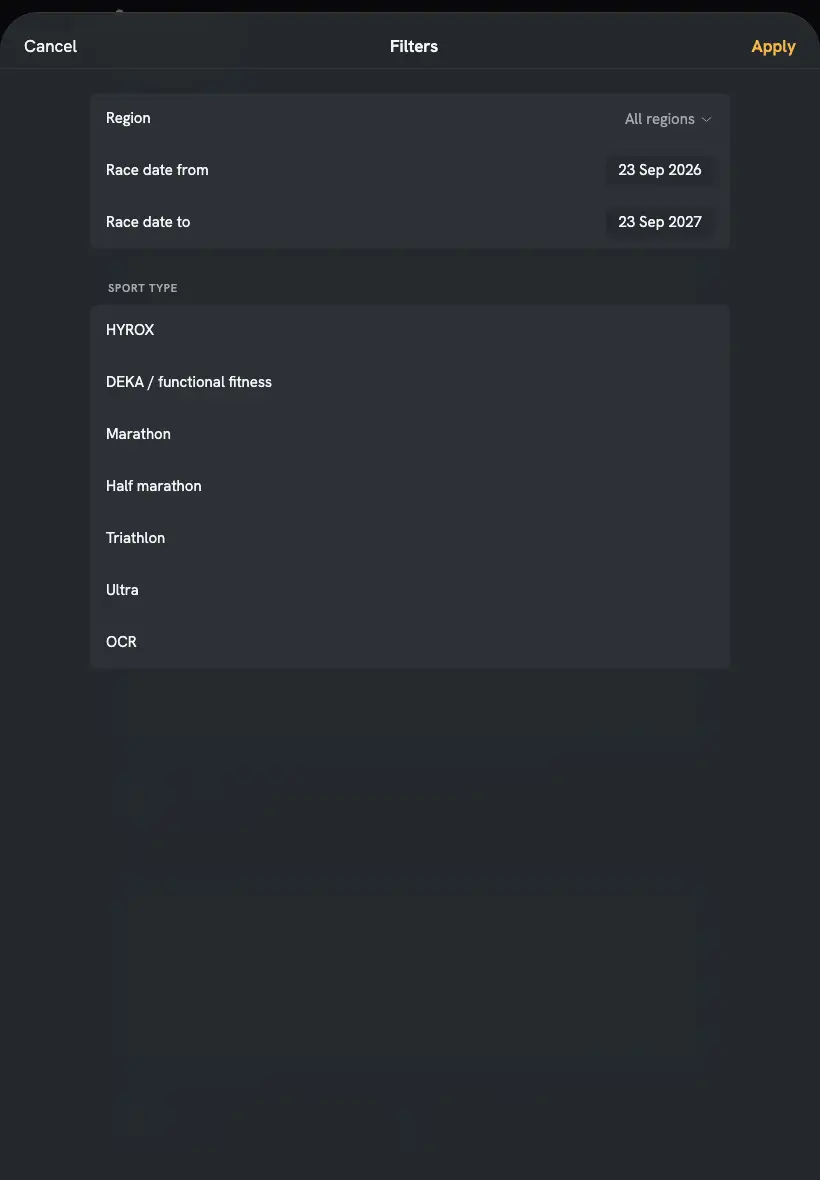 Cancel Filters Apply
Region All regions
Race date from 23 Sep 2026
Race date to 23 Sep 2027
SPORT TYPE
HYROX
DEKA / functional fitness
Marathon
Half marathon
Triathlon
Ultra
OCR